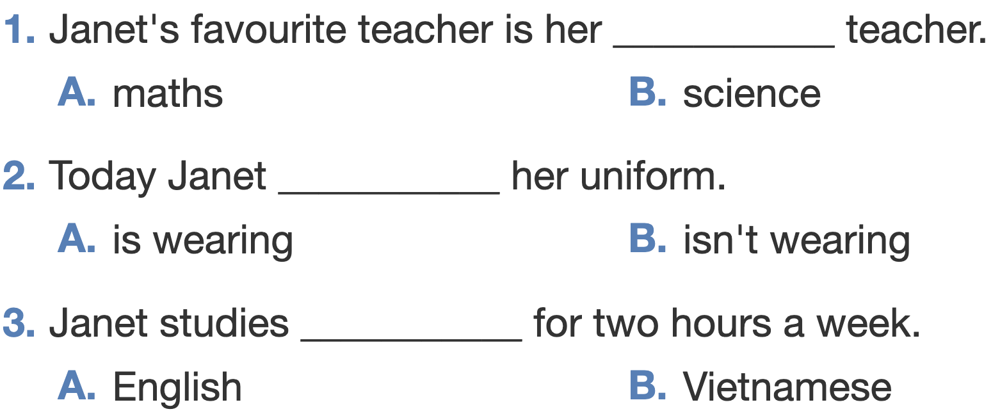 1. Janet's favourite teacher is her ___________ teacher.
A. maths B. science
2. Today Janet ___________ her uniform.
A. is wearing B. isn't wearing
3. Janet studies ___________ for two hours a week.
A. English B. Vietnamese